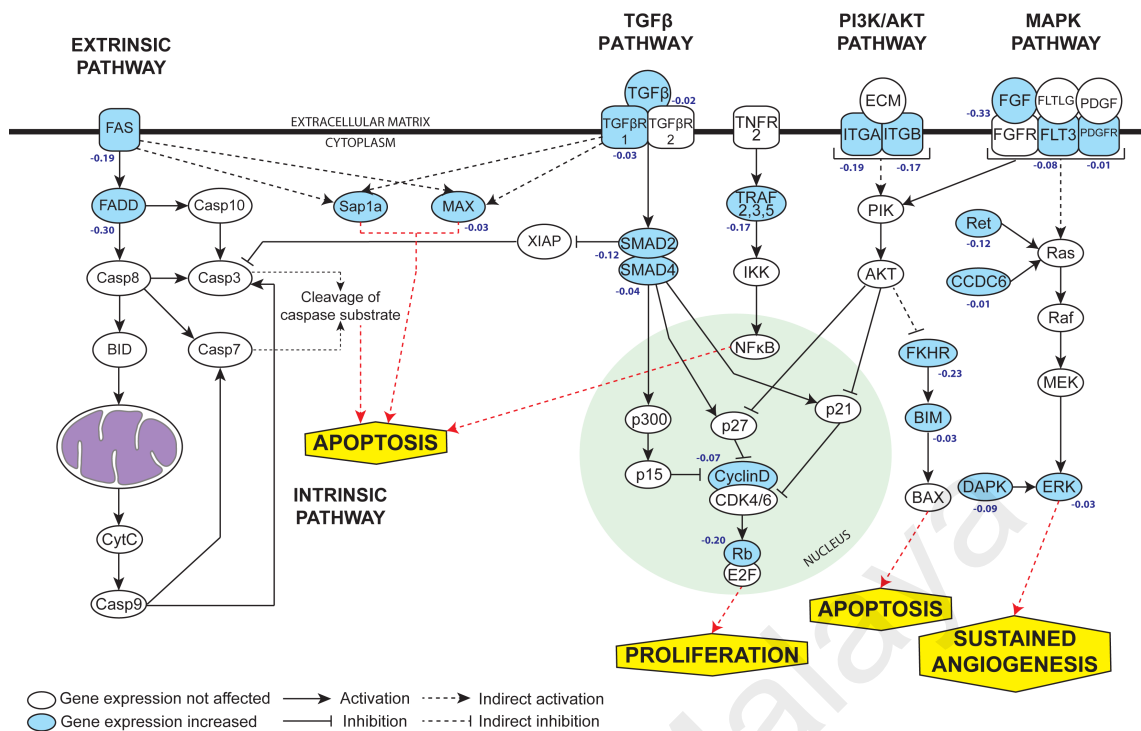 EXTRINSIC
PATHWAY
TGFβ
PATHWAY
PI3K/AKT
PATHWAY
MAPK
PATHWAY
EXTRACELLULAR MATRIX
CYTOPLASM
FAS
-0.19
FADD
-0.30
Casp10
Casp8
Casp3
BID
Casp7
CytC
Casp9
Cleavage of
caspase substrate
Sap1a
MAX
-0.03
APOPTOSIS
INTRINSIC
PATHWAY
TGFβ
-0.02
TGFβR
1
TGFβR
2
-0.03
XIAP
SMAD2
-0.12
SMAD4
-0.04
TNFR
2
TRAF
2,3,5
-0.17
IKK
NFκB
p300
p15
p27
p21
-0.07
CyclinD
CDK4/6
-0.20
Rb
E2F
NUCLEUS
PROLIFERATION
ECM
ITGA
ITGB
-0.19
-0.17
PIK
AKT
FKHR
-0.23
BIM
-0.03
BAX
APOPTOSIS
FGF
FLTLG
PDGF
-0.33
FGFR
FLT3
PDGFR
-0.08
-0.01
Ret
-0.12
CCDC6
-0.01
Ras
Raf
MEK
DAPK
-0.09
ERK
-0.03
SUSTAINED
ANGIOGENESIS
Gene expression not affected
Activation
Indirect activation
Gene expression increased
Inhibition
Indirect inhibition
alaya